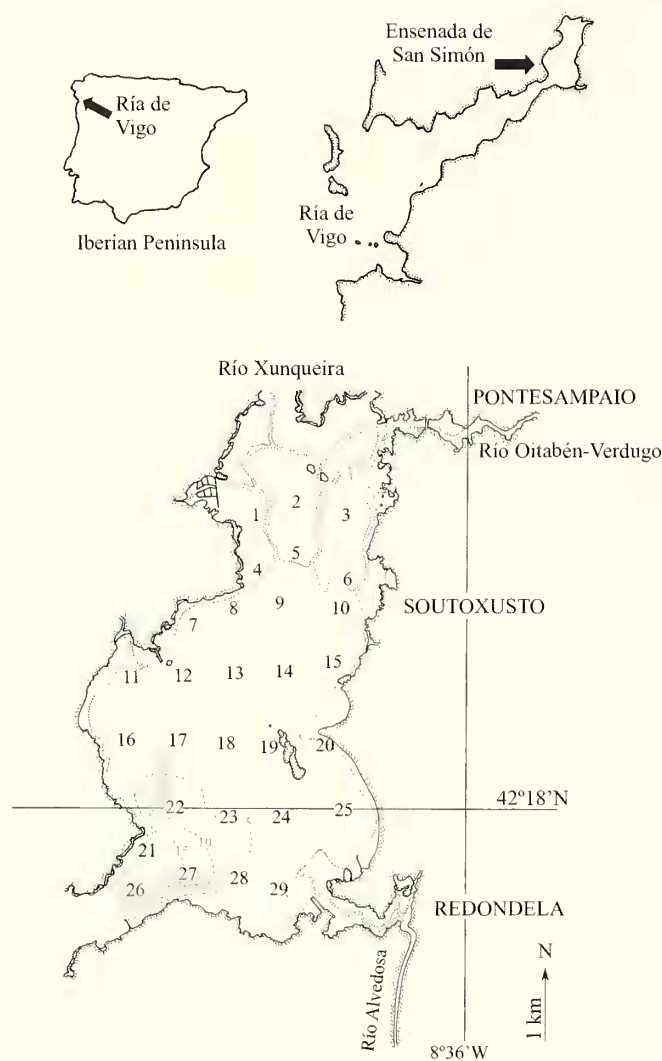 Ensenada de
San Simón
Ría de
Vigo
Iberian Peninsula
Ría de
Vigo
Río Xunqueira
PONTESAMPAIO
Río Oitabén-Verdugo
1
2
3
4
5
6
SOUTOXUSTO
7
8
9
10
11
12
13
14
15
16
17
18
19
20
42°18'N
22
23
24
25
21
26
27
28
29
REDONDELA
Río Alvedosa
N
1 km
8°36'W